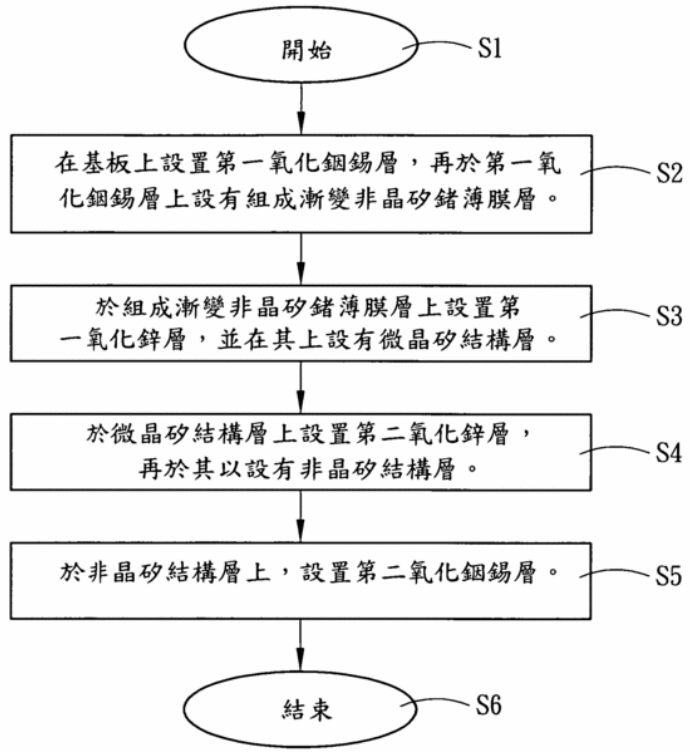 開始
S1
在基板上設置第一氧化銦錫層，再於第一氧
化銦錫層上設有組成漸變非晶矽鍺薄膜層。
S2
於組成漸變非晶矽鍺薄膜層上設置第
一氧化鋅層，並在其上設有微晶矽結構層。
S3
於微晶矽結構層上設置第二氧化鋅層，
再於其以設有非晶矽結構層。
S4
於非晶矽結構層上，設置第二氧化銦錫層。
S5
結束
S6